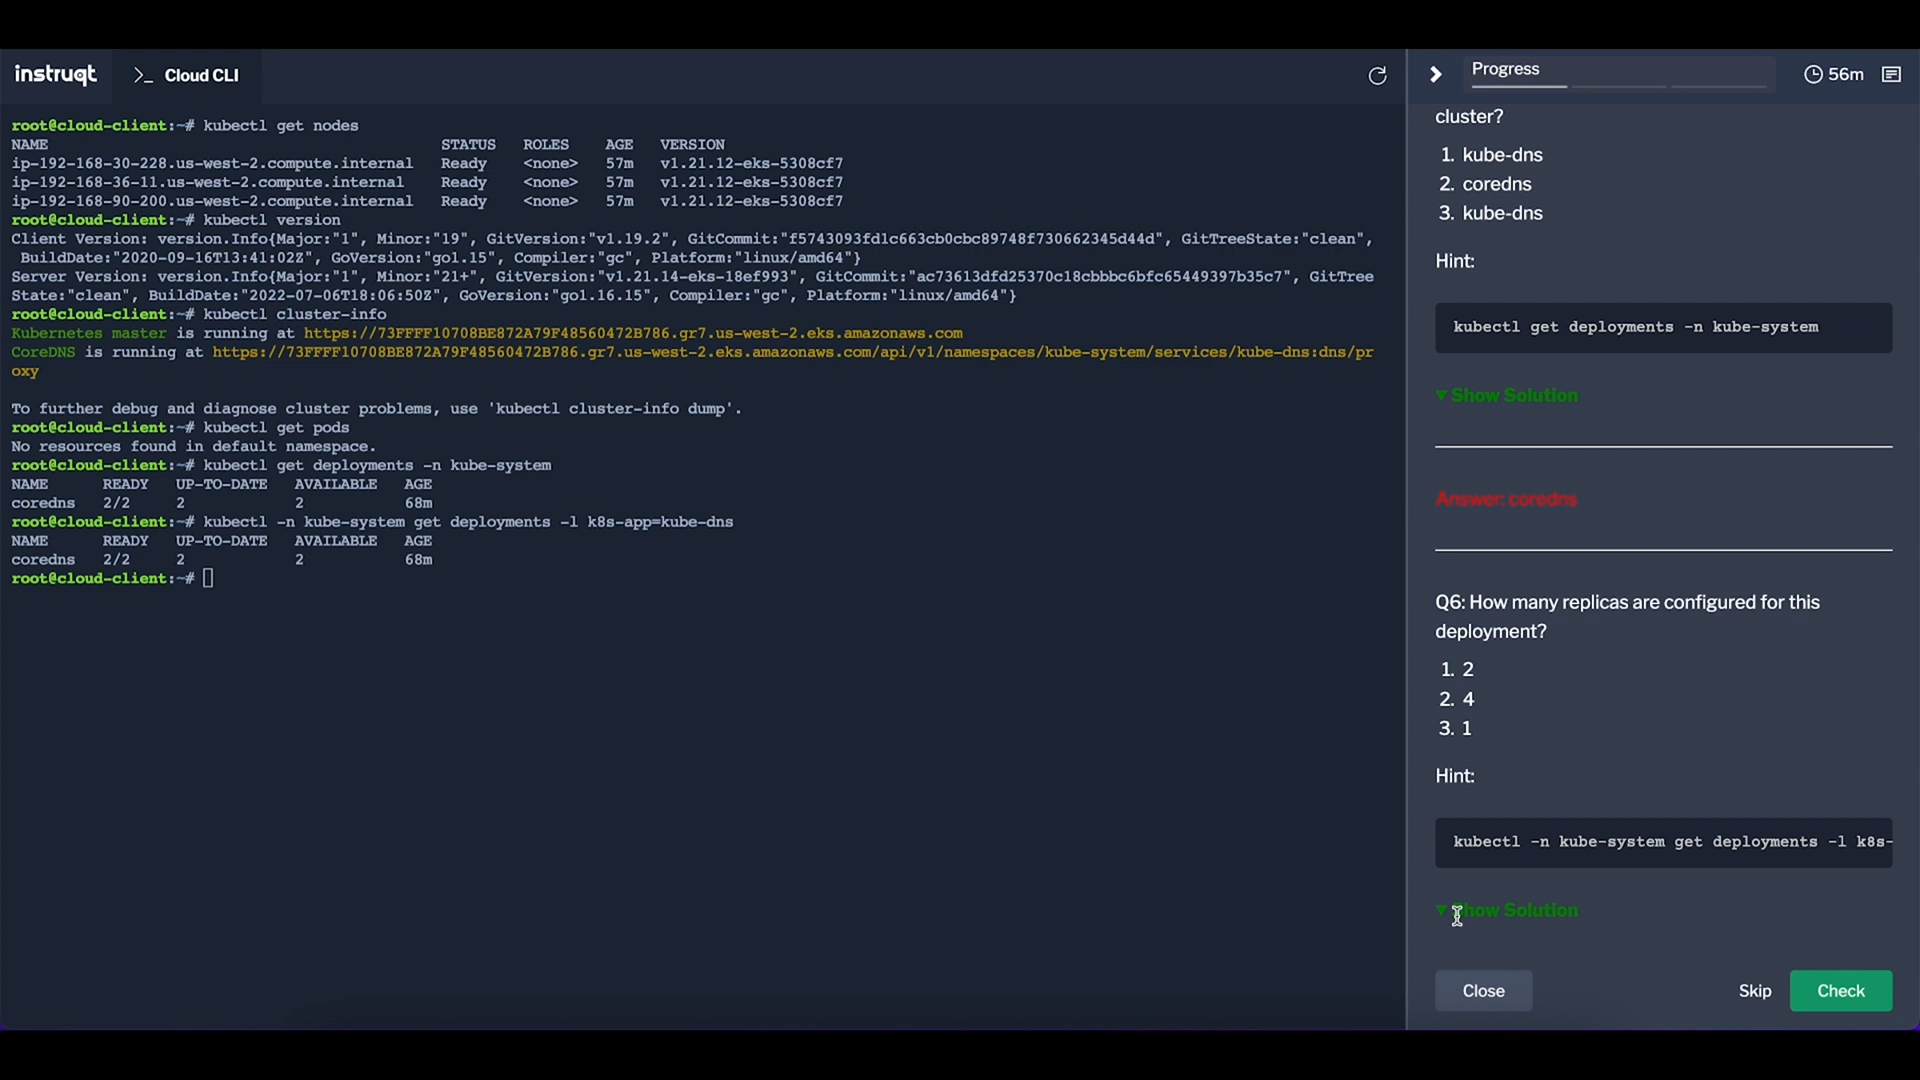 instruqt
>_ Cloud CLI
root@cloud-client:~# kubectl get nodes
NAME STATUS ROLES AGE VERSION
ip-192-168-30-228.us-west-2.compute.internal Ready <none> 57m v1.21.12-eks-5308cf7
ip-192-168-36-11.us-west-2.compute.internal Ready <none> 57m v1.21.12-eks-5308cf7
ip-192-168-90-200.us-west-2.compute.internal Ready <none> 57m v1.21.12-eks-5308cf7
root@cloud-client:~# kubectl version
Client Version: version.Info{Major:"1", Minor:"19", GitVersion:"v1.19.2", GitCommit:"f5743093fd1c663cb0cbc89748f730662345d44d", GitTreeState:"clean",
BuildDate:"2020-09-16T13:41:02Z", GoVersion:"go1.15", Compiler:"gc", Platform:"linux/amd64"}
Server Version: version.Info{Major:"1", Minor:"21+", GitVersion:"v1.21.14-eks-18ef993", GitCommit:"ac73613dfd25370c18cbbbc6bfc65449397b35c7", GitTree
State:"clean", BuildDate:"2022-07-06T18:06:50Z", GoVersion:"go1.16.15", Compiler:"gc", Platform:"linux/amd64"}
root@cloud-client:~# kubectl cluster-info
Kubernetes master is running at https://73FFFF10708BE872A79F48560472B786.gr7.us-west-2.eks.amazonaws.com
CoreDNS is running at https://73FFFF10708BE872A79F48560472B786.gr7.us-west-2.eks.amazonaws.com/api/v1/namespaces/kube-system/services/kube-dns:dns/pr
oxy
To further debug and diagnose cluster problems, use 'kubectl cluster-info dump'.
root@cloud-client:~# kubectl get pods
No resources found in default namespace.
root@cloud-client:~# kubectl get deployments -n kube-system
NAME READY UP-TO-DATE AVAILABLE AGE
coredns 2/2 2 2 68m
root@cloud-client:~# kubectl -n kube-system get deployments -l k8s-app=kube-dns
NAME READY UP-TO-DATE AVAILABLE AGE
coredns 2/2 2 2 68m
root@cloud-client:~#
Progress
56m
cluster?
1. kube-dns
2. coredns
3. kube-dns
Hint:
kubectl get deployments -n kube-system
Show Solution
Answer: coredns
Q6: How many replicas are configured for this
deployment?
1. 2
2. 4
3. 1
Hint:
kubectl -n kube-system get deployments -l k8s-
Show Solution
Close
Skip
Check